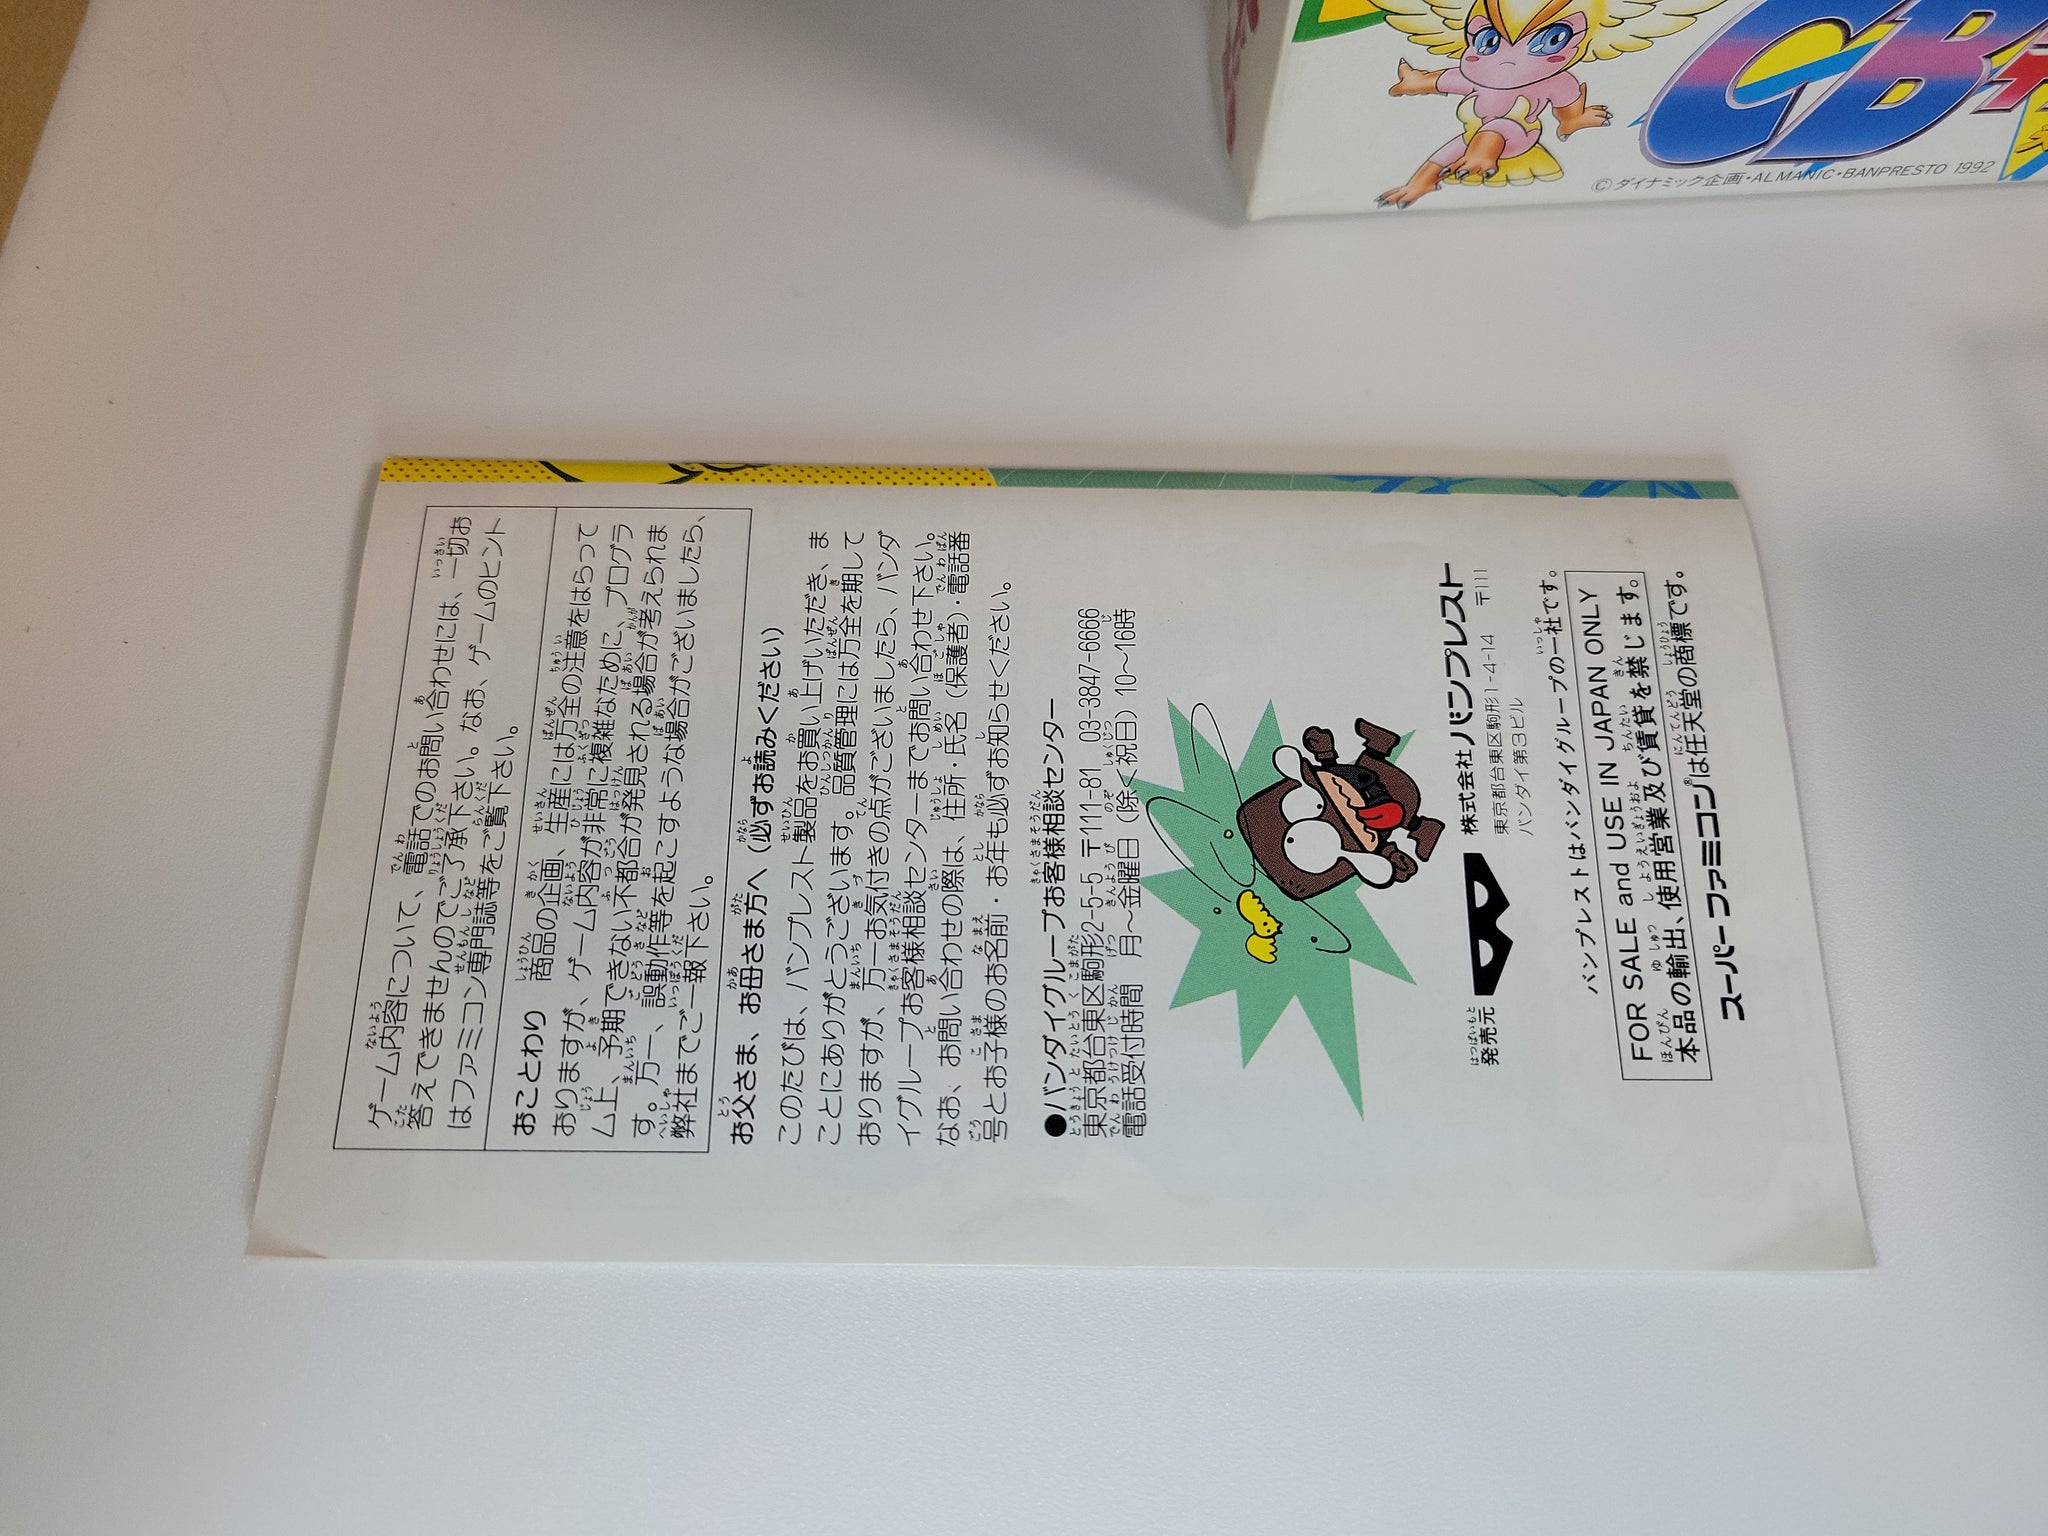 ゲーム内容について、電話でのお問い合わせには、一切お
答えできませんのでご了承下さい。なお、ゲームのヒント
はファミコン専門誌等をご覧下さい。
おことわり 商品の企画、生産には万全の注意をはらって
おりますが、ゲーム内容が非常に複雑なために、プログラ
ム上、予期できない不都合が発見される場合が考えられま
す。万一、誤動作等を起こすような場合がございましたら、
弊社までご一報下さい。
お父さま、お母さま方へ(必ずお読みください)
このたびは、バンプレスト製品をお買い上げいただき、ま
ことにありがとうございます。品質管理には万全を期して
おりますが、万一お気付きの点がございましたら、バンダ
イグループお客様相談センターまでお問い合わせ下さい。
なお、お問い合わせの際は、住所・氏名(保護者)・電話番
号とお子様のお名前・お年も必ずお知らせください。
●バンダイグループお客様相談センター
東京都台東区駒形2-5-5 〒111-81 03-3847-6666
電話受付時間 月〜金曜日(除く祝日)10〜16時
発売元 株式会社バンプレスト
東京都台東区駒形1-4-14 〒111
バンダイ第3ビル
バンプレストはバンダイグループの一社です。
FOR SALE and USE IN JAPAN ONLY
本品の輸出、使用営業及び賃貸を禁じます。
スーパーファミコン®は任天堂の商標です。
CB
©ダイナミック企画・ALMANIC・BANPRESTO 1992